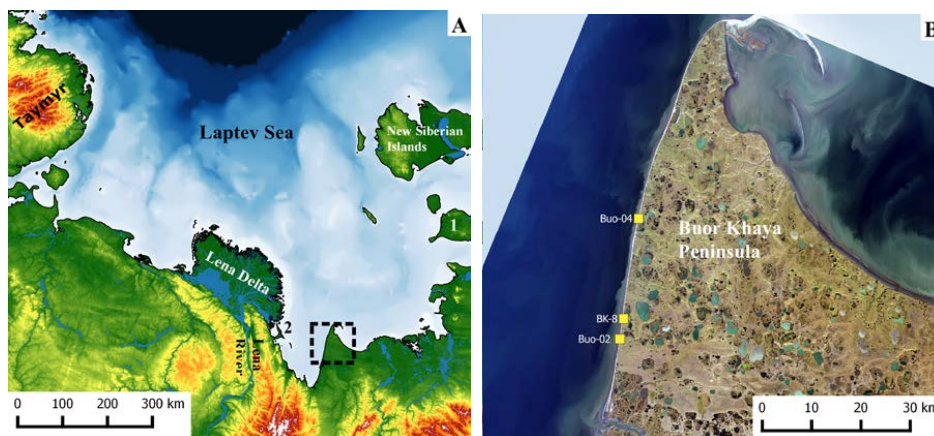 A
Taymyr
Laptev Sea
New Siberian
Islands
1
Lena Delta
2
Lena
River
0 100 200 300 km
B
Buo-04
Buor Khaya
Peninsula
BK-8
Buo-02
0 10 20 30 km